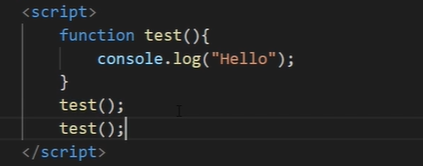 <script>
    function test(){
        console.log("Hello");
    }
    test();
    test();
</script>